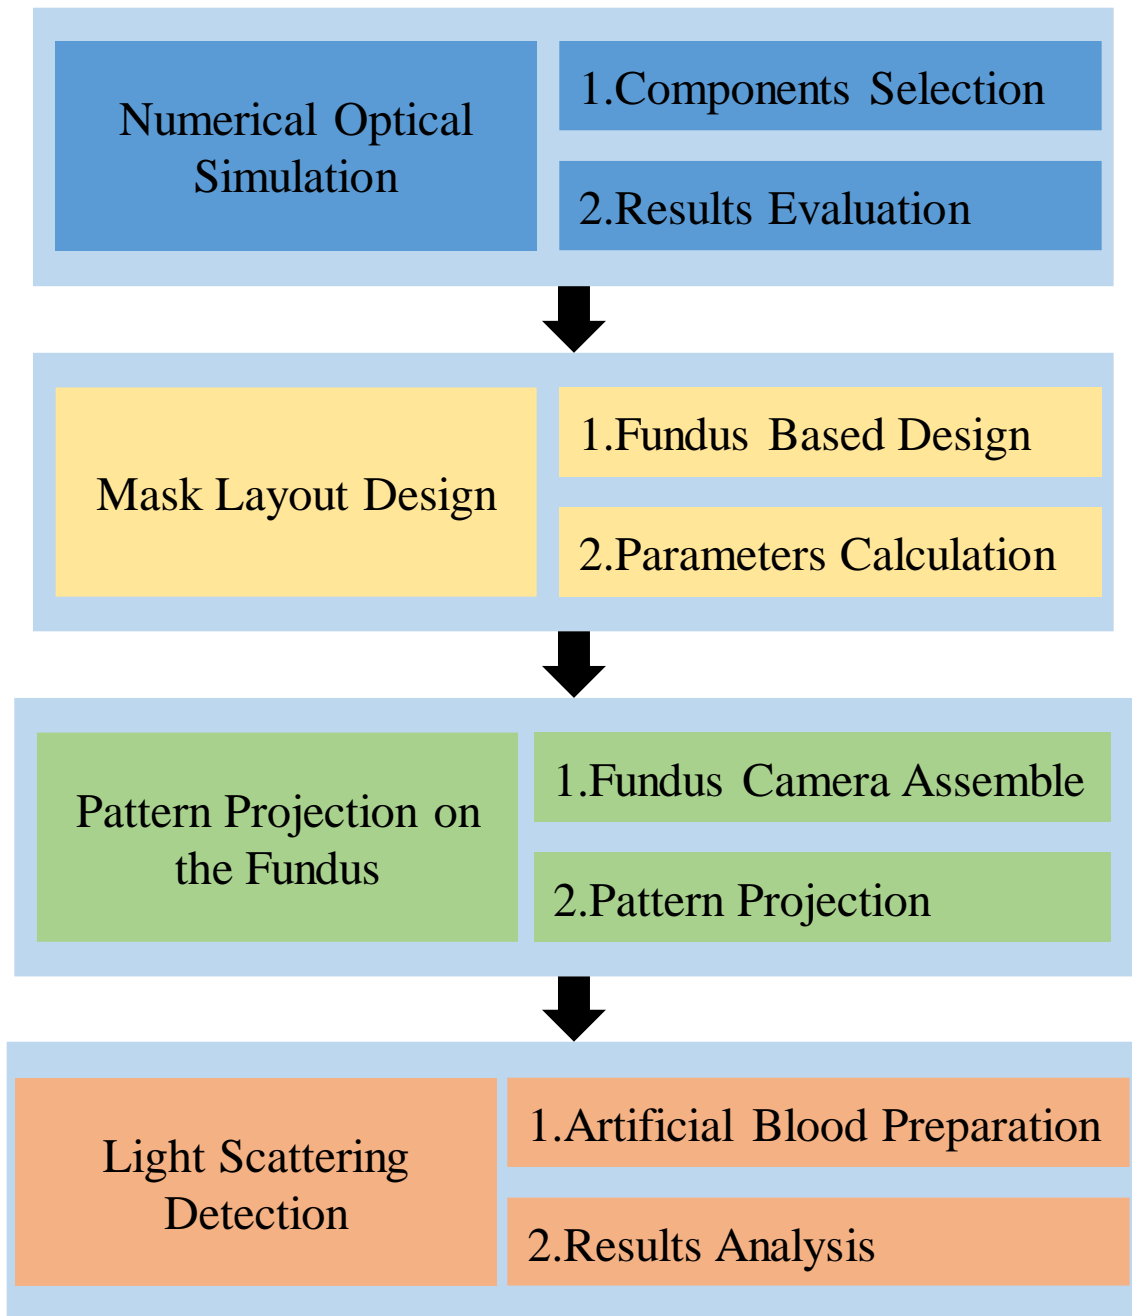 Numerical Optical
Simulation
1.Components Selection
2.Results Evaluation
Mask Layout Design
1.Fundus Based Design
2.Parameters Calculation
Pattern Projection on
the Fundus
1.Fundus Camera Assemble
2.Pattern Projection
Light Scattering
Detection
1.Artificial Blood Preparation
2.Results Analysis